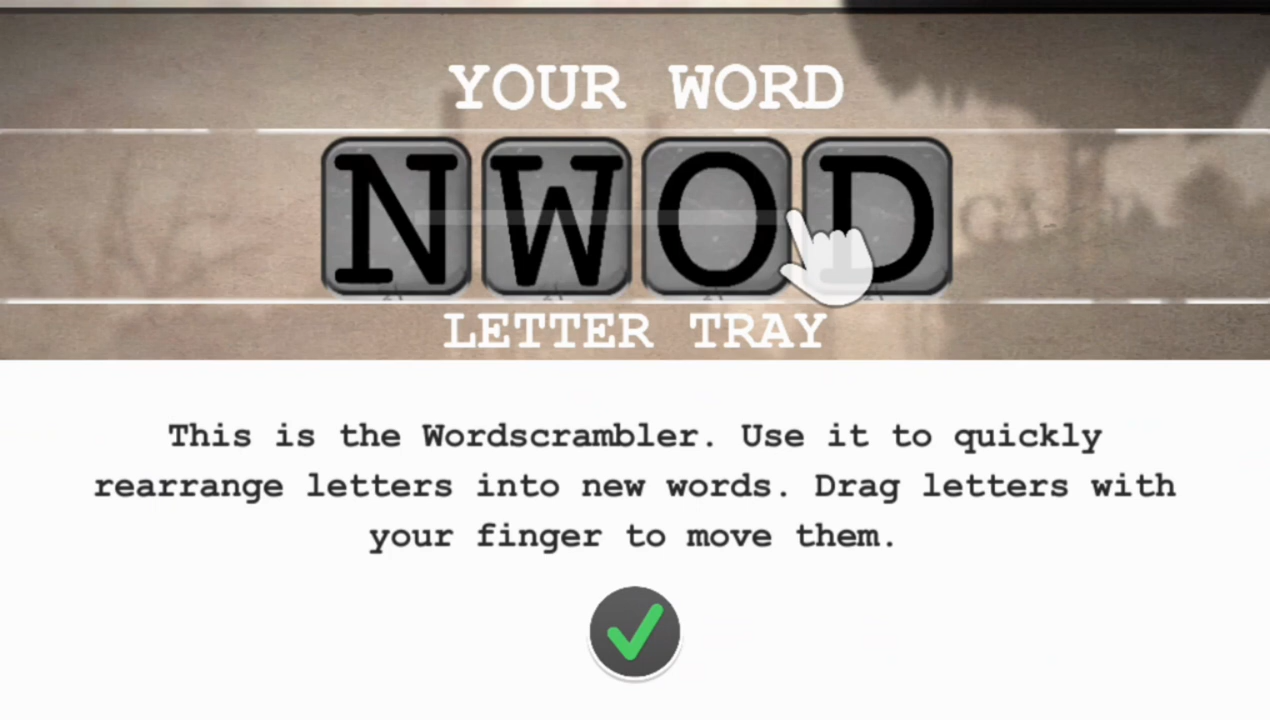 YOUR WORD
NWOD
LETTER TRAY
This is the Wordscrambler. Use it to quickly
rearrange letters into new words. Drag letters with
your finger to move them.